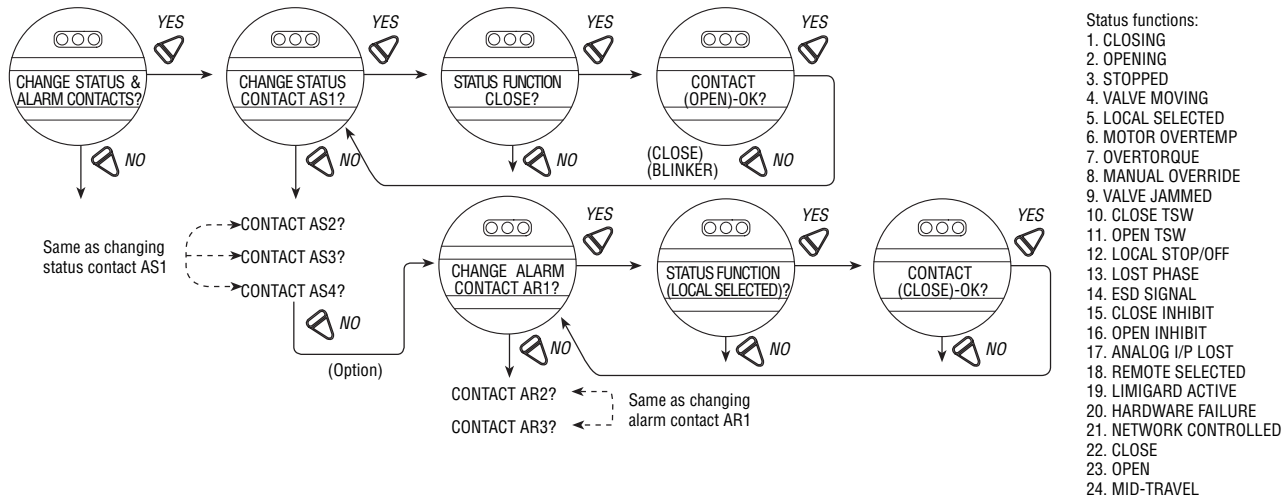 YES
YES
YES
YES
CHANGE STATUS &
ALARM CONTACTS?
CHANGE STATUS
CONTACT AS1?
STATUS FUNCTION
CLOSE?
CONTACT
(OPEN)-OK?
NO
NO
NO
(CLOSE)
(BLINKER)
NO
Same as changing
status contact AS1
CONTACT AS2?
CONTACT AS3?
CONTACT AS4?
NO
(Option)
YES
YES
YES
CHANGE ALARM
CONTACT AR1?
STATUS FUNCTION
(LOCAL SELECTED)?
CONTACT
(CLOSE)-OK?
NO
NO
NO
CONTACT AR2?
CONTACT AR3?
Same as changing
alarm contact AR1
Status functions:
1. CLOSING
2. OPENING
3. STOPPED
4. VALVE MOVING
5. LOCAL SELECTED
6. MOTOR OVERTEMP
7. OVERTORQUE
8. MANUAL OVERRIDE
9. VALVE JAMMED
10. CLOSE TSW
11. OPEN TSW
12. LOCAL STOP/OFF
13. LOST PHASE
14. ESD SIGNAL
15. CLOSE INHIBIT
16. OPEN INHIBIT
17. ANALOG I/P LOST
18. REMOTE SELECTED
19. LIMIGARD ACTIVE
20. HARDWARE FAILURE
21. NETWORK CONTROLLED
22. CLOSE
23. OPEN
24. MID-TRAVEL